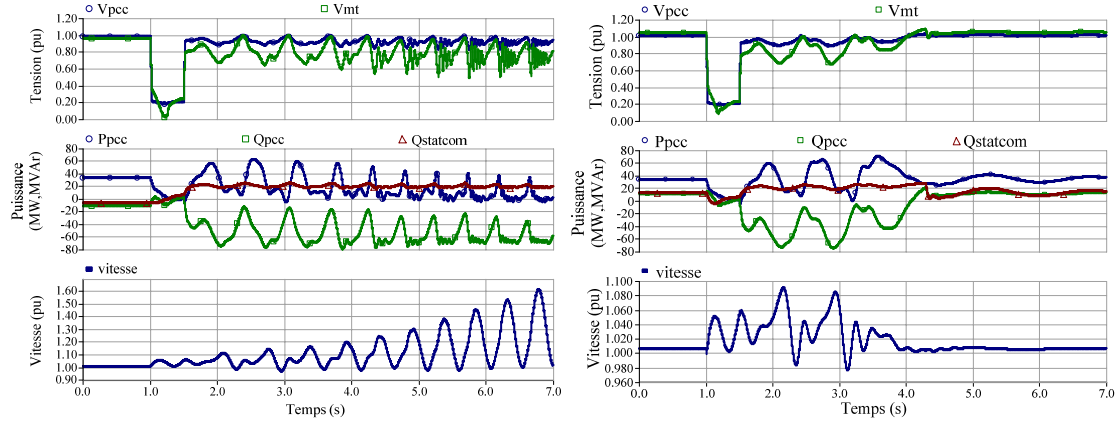 Vpcc Vmt
Tension (pu)
1.20
1.00
0.80
0.60
0.40
0.20
0.00
Ppcc Qpcc Qstatcom
Puissance
(MW.MVAr)
80
60
40
20
0
-20
-40
-60
-80
vitesse
Vitesse (pu)
1.60
1.50
1.40
1.30
1.20
1.10
1.00
0.90
0.0 1.0 2.0 3.0 4.0 5.0 6.0 7.0
Temps (s)
Vpcc Vmt
Tension (pu)
1.20
1.00
0.80
0.60
0.40
0.20
0.00
Ppcc Qpcc Qstatcom
Puissance
(MW.MVAr)
80
60
40
20
0
-20
-40
-60
-80
vitesse
Vitesse (pu)
1.100
1.080
1.060
1.040
1.020
1.000
0.980
0.960
0.0 1.0 2.0 3.0 4.0 5.0 6.0 7.0
Temps (s)